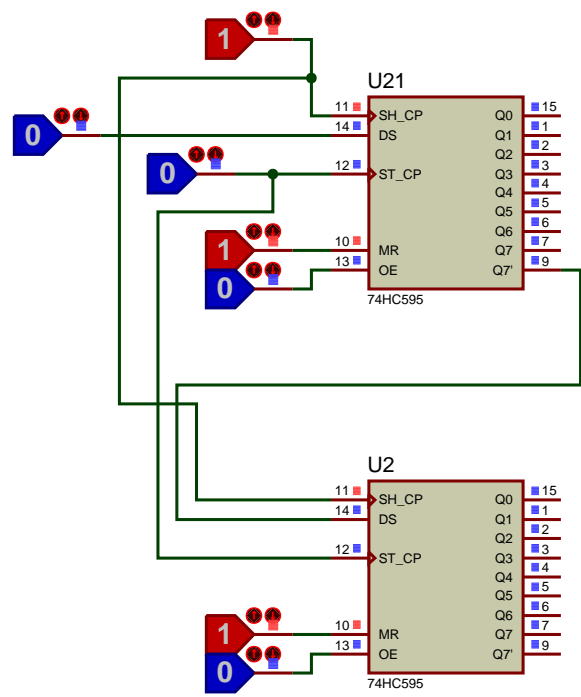 1
U21
11 SH_CP Q0 15
0 14 DS Q1 1
Q2 2
0 12 ST_CP Q3 3
Q4 4
Q5 5
Q6 6
1 10 MR Q7 7
0 13 OE Q7' 9
74HC595
U2
11 SH_CP Q0 15
14 DS Q1 1
Q2 2
12 ST_CP Q3 3
Q4 4
Q5 5
Q6 6
1 10 MR Q7 7
0 13 OE Q7' 9
74HC595